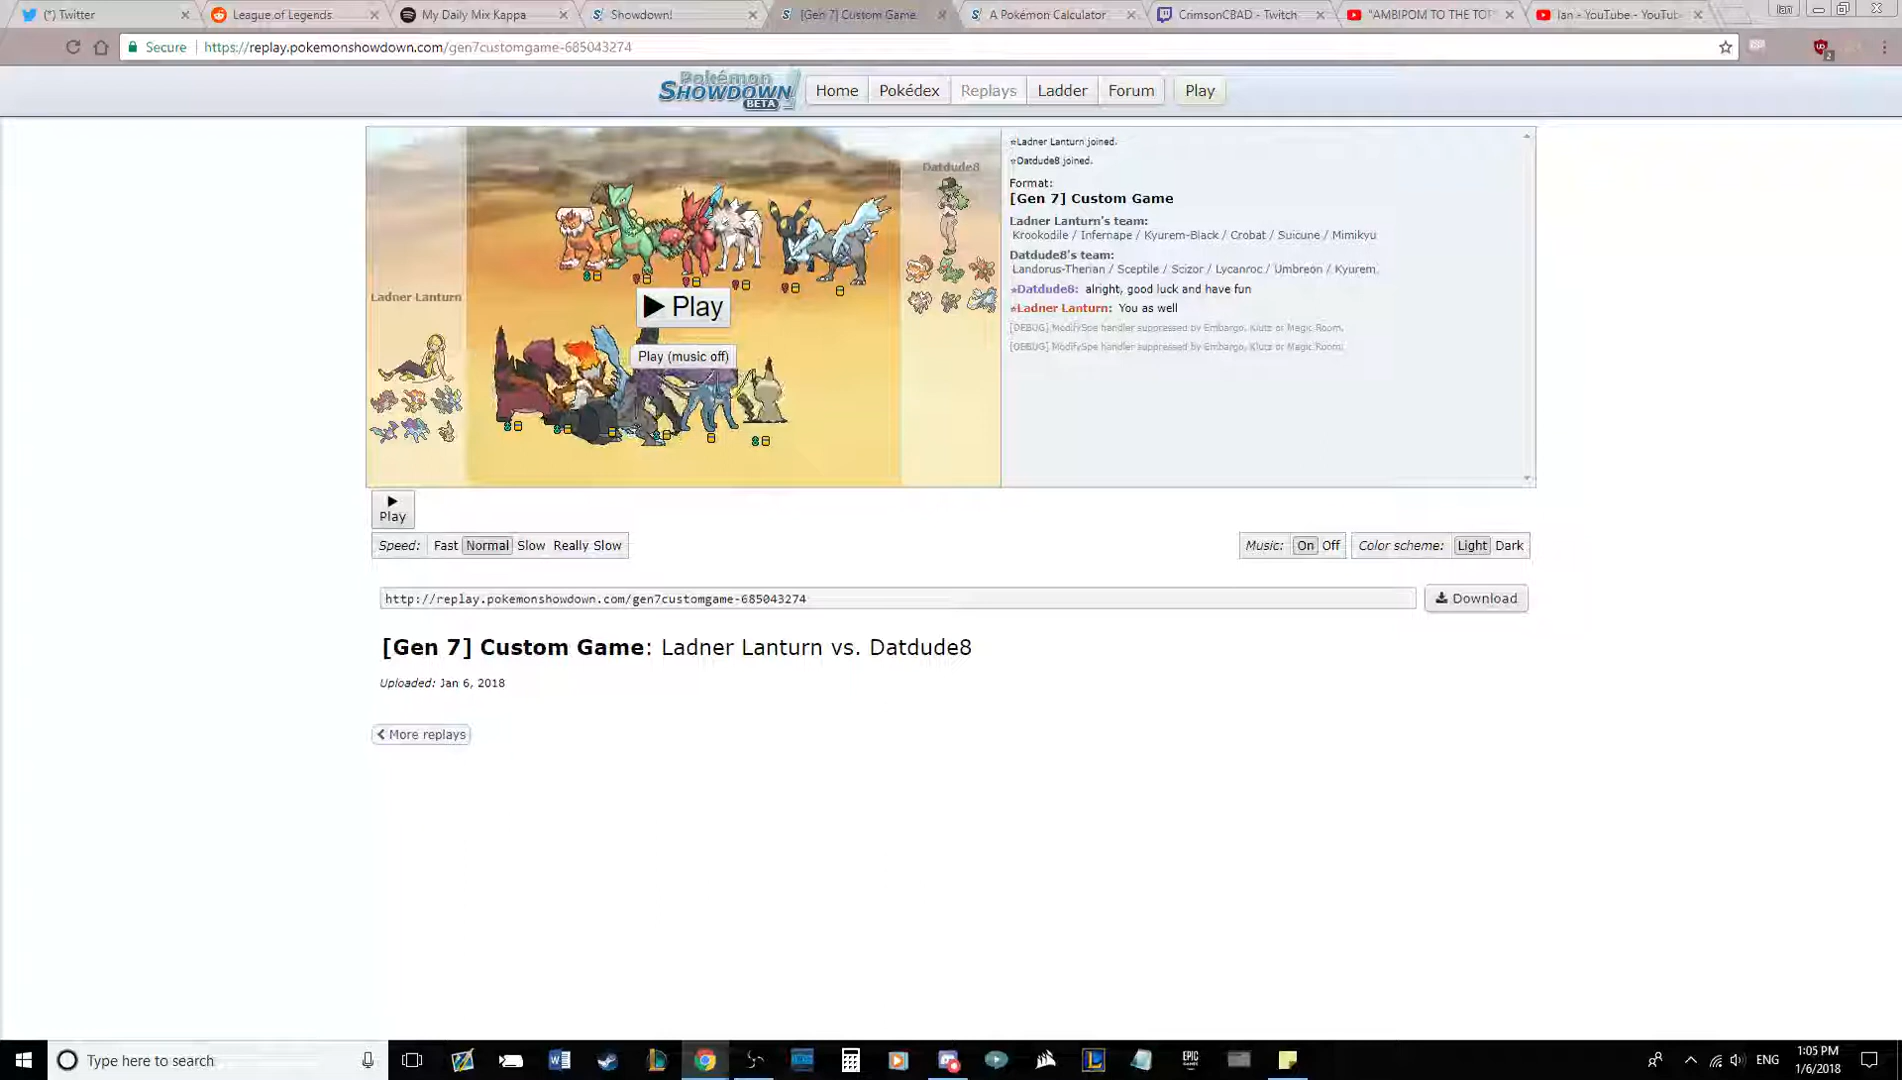 (*) Twitter
League of Legends
My Daily Mix Kappa
Showdown!
[Gen 7] Custom Game
A Pokémon Calculator
CrimsonCBAD - Twitch
"AMBIPOM TO THE TOP
Ian - YouTube - YouTub
Ian
Secure
https://replay.pokemonshowdown.com/gen7customgame-685043274
Pokémon
SHOWDOWN
BETA
Home
Pokédex
Replays
Ladder
Forum
Play
Ladner Lanturn
Datdude8
Play
Play (music off)
☆Ladner Lanturn joined.
☆Datdude8 joined.
Format:
[Gen 7] Custom Game
Ladner Lanturn's team:
Krookodile / Infernape / Kyurem-Black / Crobat / Suicune / Mimikyu
Datdude8's team:
Landorus-Therian / Sceptile / Scizor / Lycanroc / Umbreon / Kyurem
☆Datdude8: alright, good luck and have fun
☆Ladner Lanturn: You as well
[DEBUG] ModifySpe handler suppressed by Embargo, Klutz or Magic Room.
[DEBUG] ModifySpe handler suppressed by Embargo, Klutz or Magic Room.
Play
Speed: Fast Normal Slow Really Slow
Music: On Off
Color scheme: Light Dark
http://replay.pokemonshowdown.com/gen7customgame-685043274
Download
[Gen 7] Custom Game: Ladner Lanturn vs. Datdude8
Uploaded: Jan 6, 2018
More replays
Type here to search
EPIC
GAMES
ENG
1:05 PM
1/6/2018